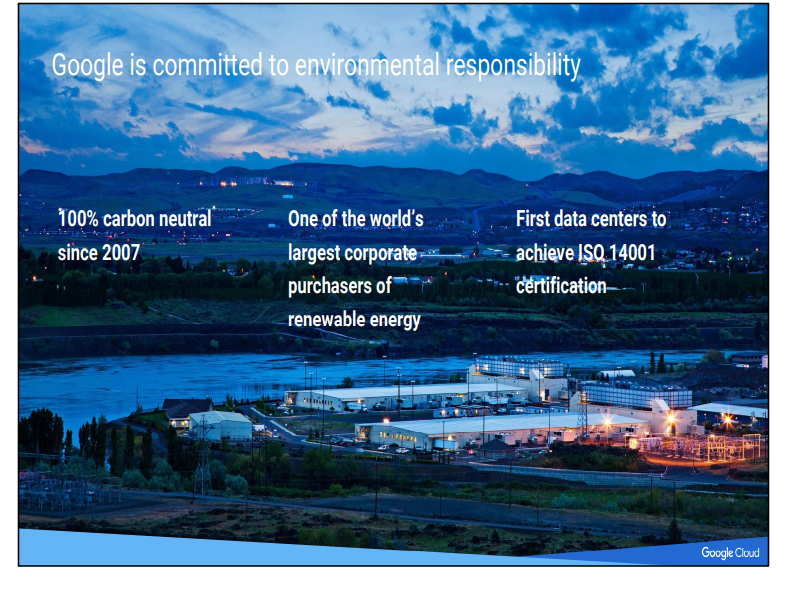 Google is committed to environmental responsibility
100% carbon neutral
since 2007
One of the world's
largest corporate
purchasers of
renewable energy
First data centers to
achieve ISO 14001
certification
Google Cloud